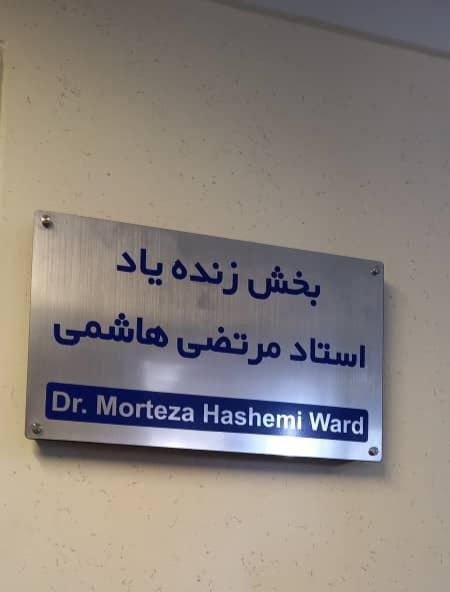 بخش زنده یاد
استاد مرتضی هاشمی
Dr. Morteza Hashemi Ward